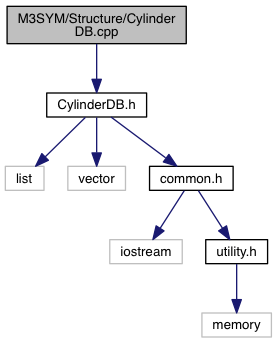 M3SYM/Structure/Cylinder
DB.cpp
CylinderDB.h
list
vector
common.h
iostream
utility.h
memory